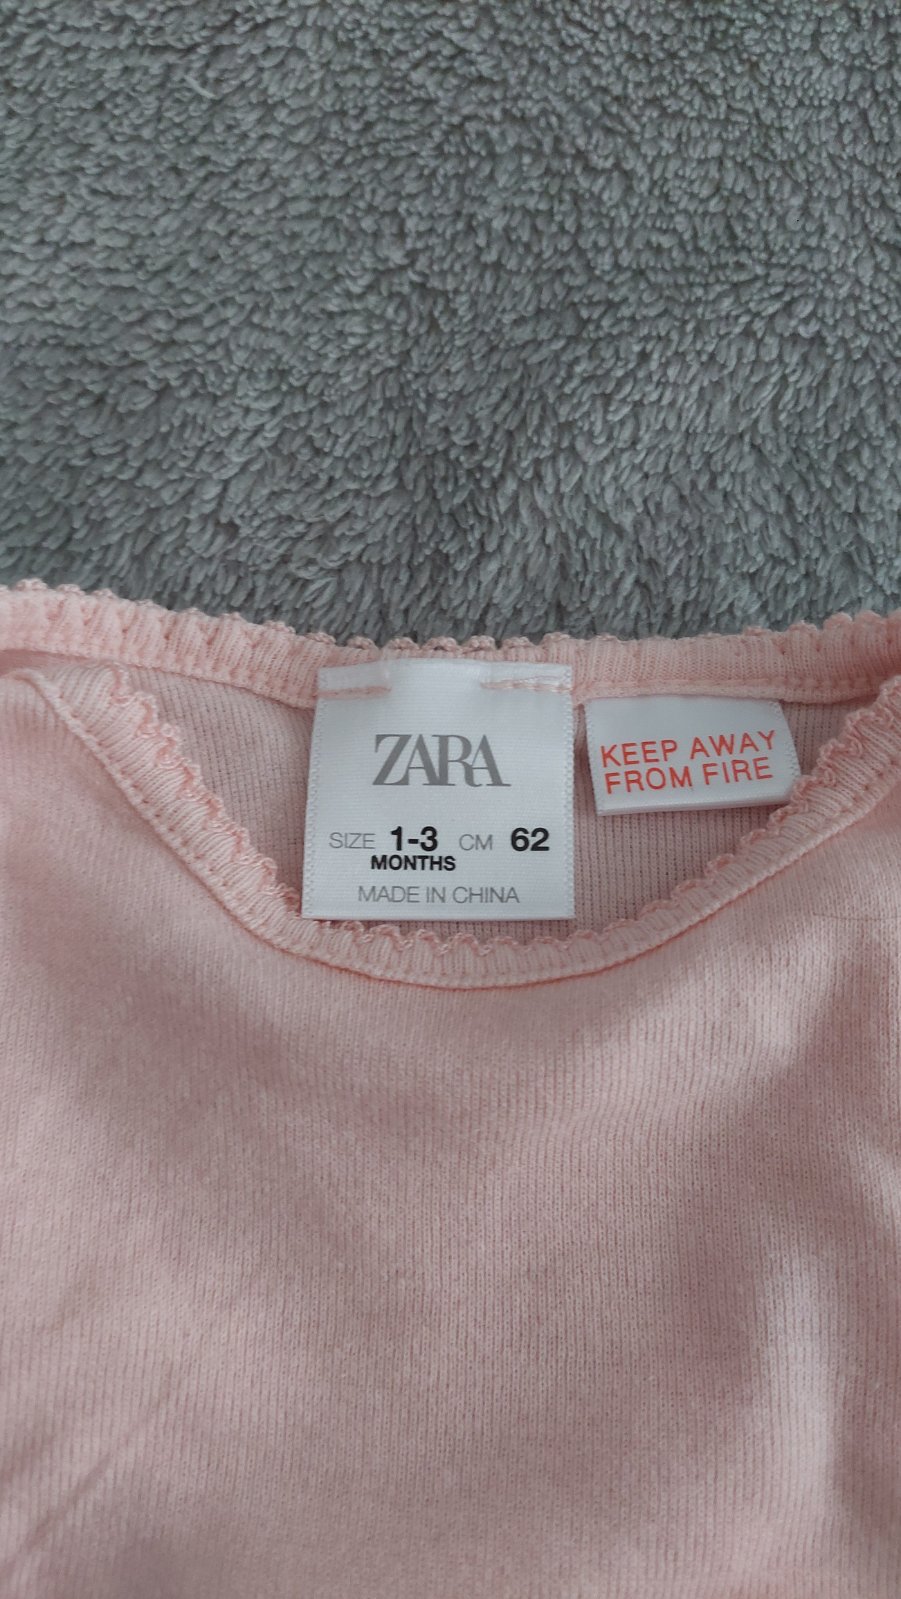 ZARA
SIZE 1-3 CM 62
MONTHS
MADE IN CHINA
KEEP AWAY
FROM FIRE